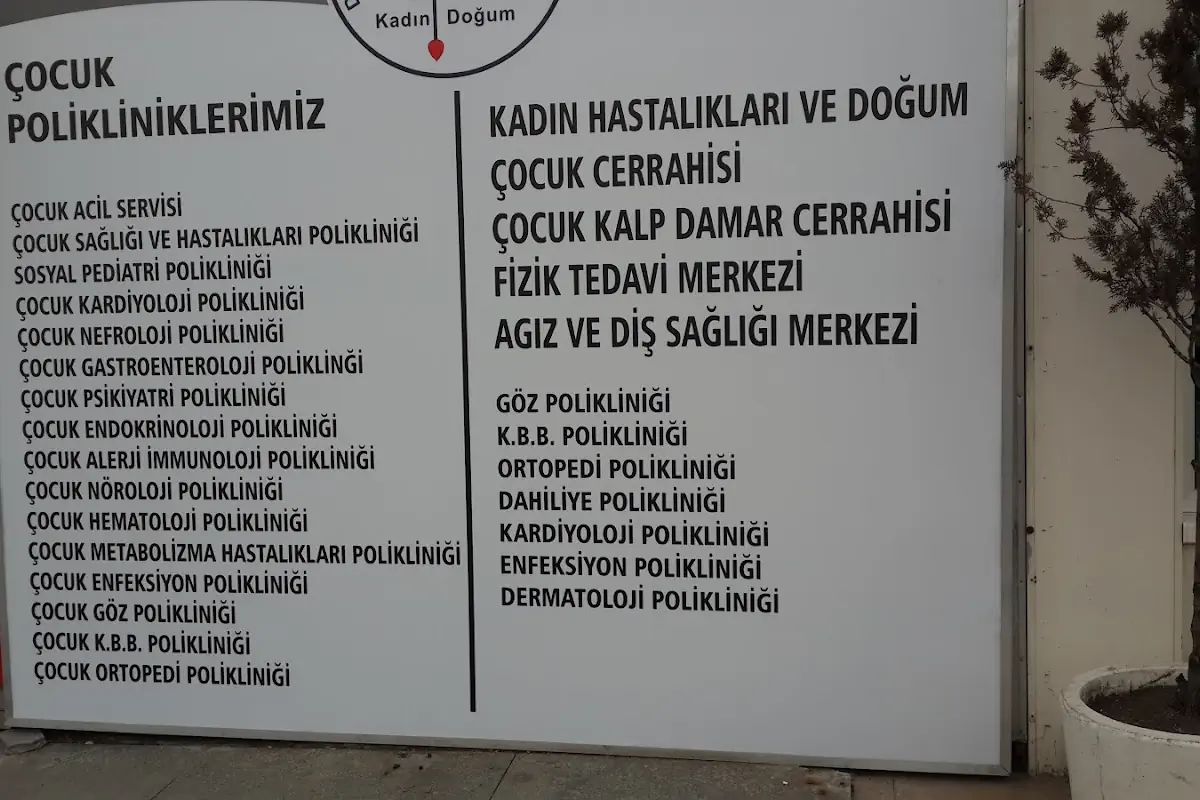 Kadın Doğum
ÇOCUK
POLİKLİNİKLERİMİZ
ÇOCUK ACİL SERVİSİ
ÇOCUK SAĞLIĞI VE HASTALIKLARI POLİKLİNİĞİ
SOSYAL PEDİATRİ POLİKLİNİĞİ
ÇOCUK KARDİYOLOJİ POLİKLİNİĞİ
ÇOCUK NEFROLOJİ POLİKLİNİĞİ
ÇOCUK GASTROENTEROLOJİ POLİKLİNĞİ
ÇOCUK PSİKİYATRİ POLİKLİNİĞİ
ÇOCUK ENDOKRİNOLOJİ POLİKLİNİĞİ
ÇOCUK ALERJİ İMMUNOLOJİ POLİKLİNİĞİ
ÇOCUK NÖROLOJİ POLİKLİNİĞİ
ÇOCUK HEMATOLOJİ POLİKLİNİĞİ
ÇOCUK METABOLİZMA HASTALIKLARI POLİKLİNİĞİ
ÇOCUK ENFEKSİYON POLİKLİNİĞİ
ÇOCUK GÖZ POLİKLİNİĞİ
ÇOCUK K.B.B. POLİKLİNİĞİ
ÇOCUK ORTOPEDİ POLİKLİNİĞİ
KADIN HASTALIKLARI VE DOĞUM
ÇOCUK CERRAHİSİ
ÇOCUK KALP DAMAR CERRAHİSİ
FİZİK TEDAVİ MERKEZİ
AGIZ VE DİŞ SAĞLIĞI MERKEZİ
GÖZ POLİKLİNİĞİ
K.B.B. POLİKLİNİĞİ
ORTOPEDİ POLİKLİNİĞİ
DAHİLİYE POLİKLİNİĞİ
KARDİYOLOJİ POLİKLİNİĞİ
ENFEKSİYON POLİKLİNİĞİ
DERMATOLOJİ POLİKLİNİĞİ